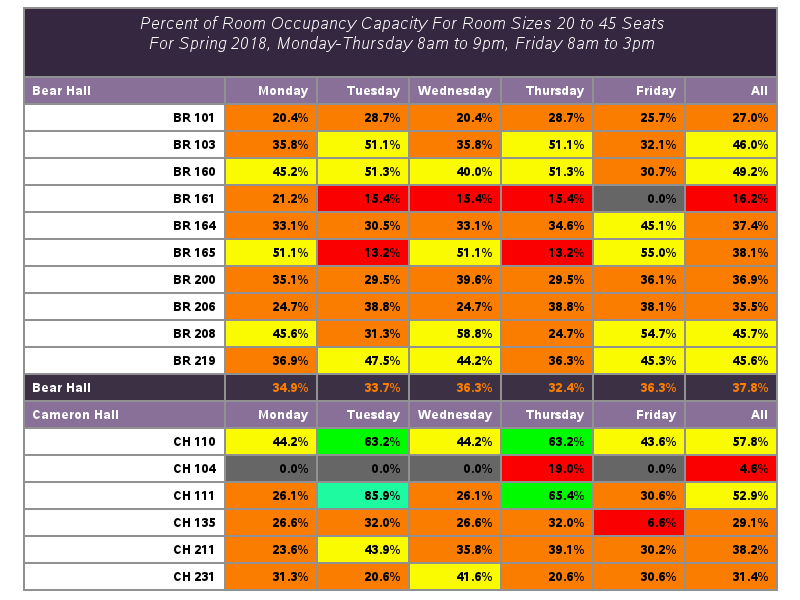 Percent of Room Occupancy Capacity For Room Sizes 20 to 45 Seats
For Spring 2018, Monday-Thursday 8am to 9pm, Friday 8am to 3pm
Bear Hall Monday Tuesday Wednesday Thursday Friday All
BR 101 20.4% 28.7% 20.4% 28.7% 25.7% 27.0%
BR 103 35.8% 51.1% 35.8% 51.1% 32.1% 46.0%
BR 160 45.2% 51.3% 40.0% 51.3% 30.7% 49.2%
BR 161 21.2% 15.4% 15.4% 15.4% 0.0% 16.2%
BR 164 33.1% 30.5% 33.1% 34.6% 45.1% 37.4%
BR 165 51.1% 13.2% 51.1% 13.2% 55.0% 38.1%
BR 200 35.1% 29.5% 39.6% 29.5% 36.1% 36.9%
BR 206 24.7% 38.8% 24.7% 38.8% 38.1% 35.5%
BR 208 45.6% 31.3% 58.8% 24.7% 54.7% 45.7%
BR 219 36.9% 47.5% 44.2% 36.3% 45.3% 45.6%
Bear Hall 34.9% 33.7% 36.3% 32.4% 36.3% 37.8%
Cameron Hall Monday Tuesday Wednesday Thursday Friday All
CH 110 44.2% 63.2% 44.2% 63.2% 43.6% 57.8%
CH 104 0.0% 0.0% 0.0% 19.0% 0.0% 4.6%
CH 111 26.1% 85.9% 26.1% 65.4% 30.6% 52.9%
CH 135 26.6% 32.0% 26.6% 32.0% 6.6% 29.1%
CH 211 23.6% 43.9% 35.8% 39.1% 30.2% 38.2%
CH 231 31.3% 20.6% 41.6% 20.6% 30.6% 31.4%